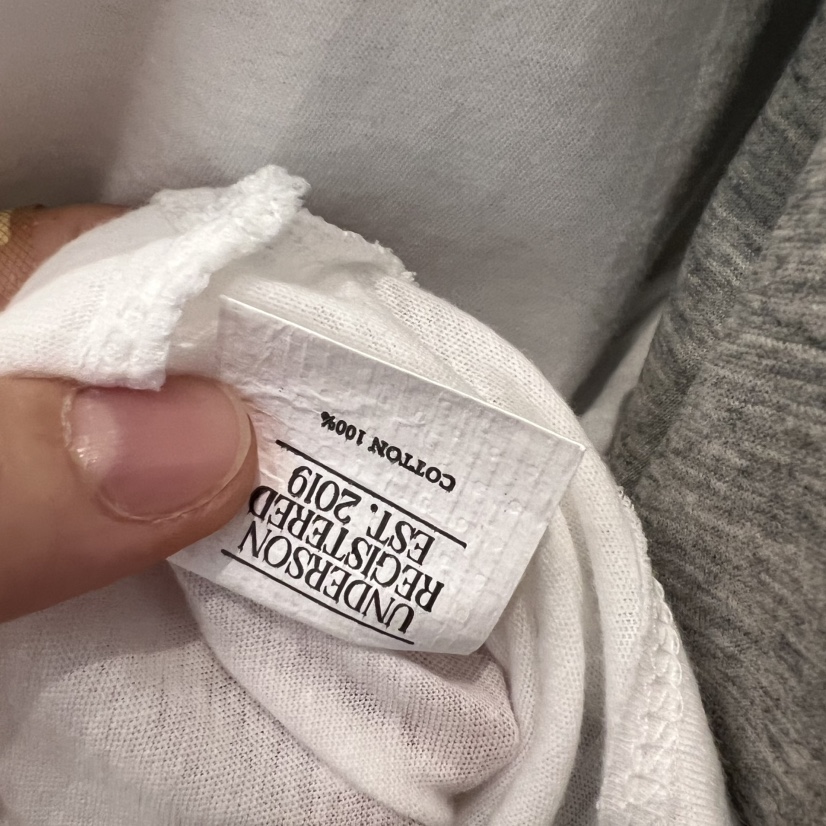 UNDERSON
REGISTERED
EST. 2019
COTTON 100%